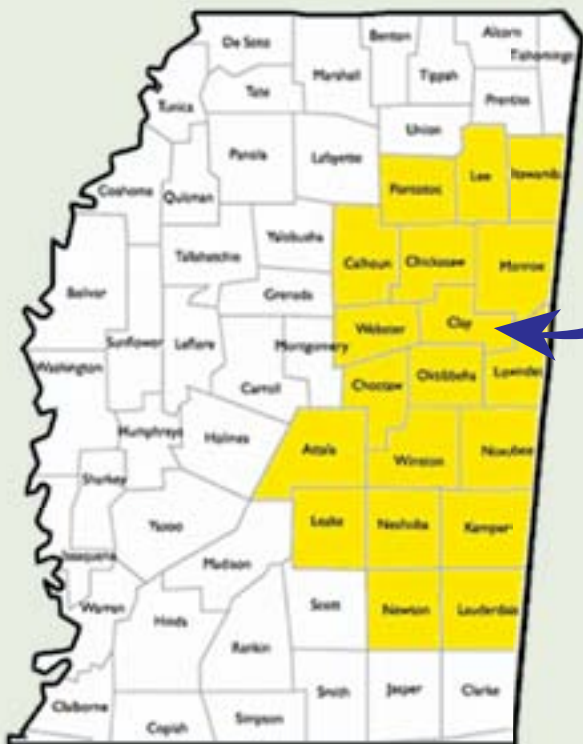 De Soto
Benton
Alcorn
Tishomingo
Marshall
Tippah
Tate
Prentiss
Tunica
Union
Panola
Lafayette
Lee
Itawamba
Pontotoc
Coahoma
Quitman
Yalobusha
Calhoun
Chickasaw
Monroe
Tallahatchie
Bolivar
Grenada
Webster
Clay
Sunflower
Leflore
Montgomery
Washington
Carroll
Choctaw
Oktibbeha
Lowndes
Humphreys
Holmes
Attala
Winston
Noxubee
Sharkey
Yazoo
Leake
Neshoba
Kemper
Issaquena
Madison
Warren
Scott
Newton
Lauderdale
Hinds
Rankin
Smith
Jasper
Clarke
Claiborne
Copiah
Simpson